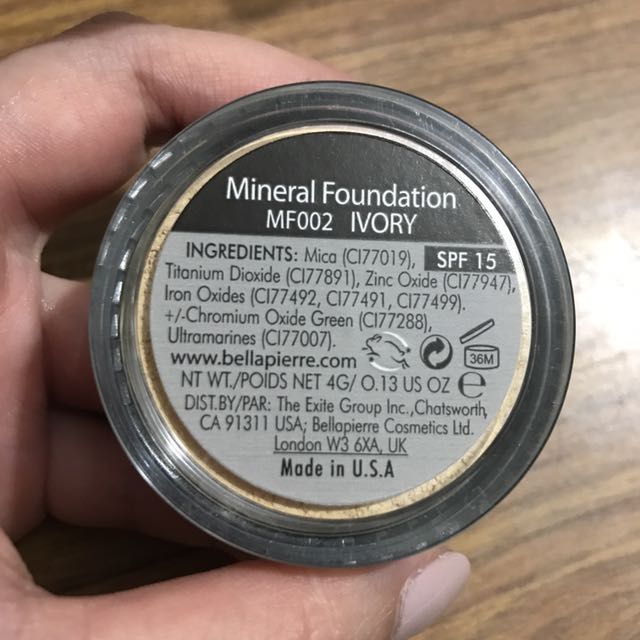 Mineral Foundation
MF002 IVORY
INGREDIENTS: Mica (CI77019), SPF 15
Titanium Dioxide (CI77891), Zinc Oxide (CI77947),
Iron Oxides (CI77492, CI77491, CI77499).
+/-Chromium Oxide Green (CI77288),
Ultramarines (CI77007).
www.bellapierre.com 36M
NT WT./POIDS NET 4G/ 0.13 US OZ e
DIST.BY/PAR: The Exite Group Inc.,Chatsworth,
CA 91311 USA; Bellapierre Cosmetics Ltd.
London W3 6XA, UK
Made in U.S.A